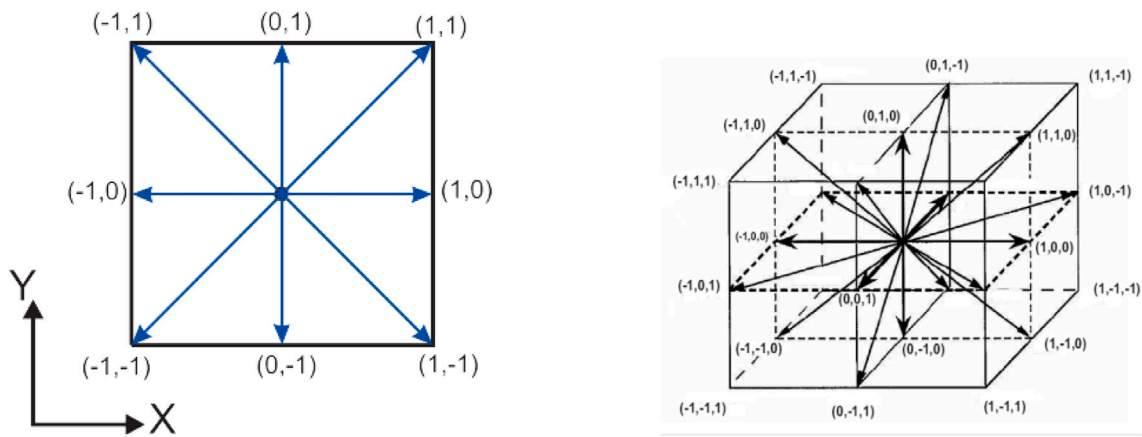 (-1,1) (0,1) (1,1)
(-1,0) (1,0)
Y
(-1,-1) (0,-1) (1,-1)
X
(0,1,-1)
(-1,1,-1) (1,1,-1)
(0,1,0)
(-1,1,0) (1,1,0)
(-1,1,1) (1,0,-1)
(-1,0,0) (1,0,0)
(-1,0,1) (0,0,1) (1,-1,-1)
(-1,-1,0) (0,-1,0) (1,-1,0)
(-1,-1,1) (0,-1,1) (1,-1,1)